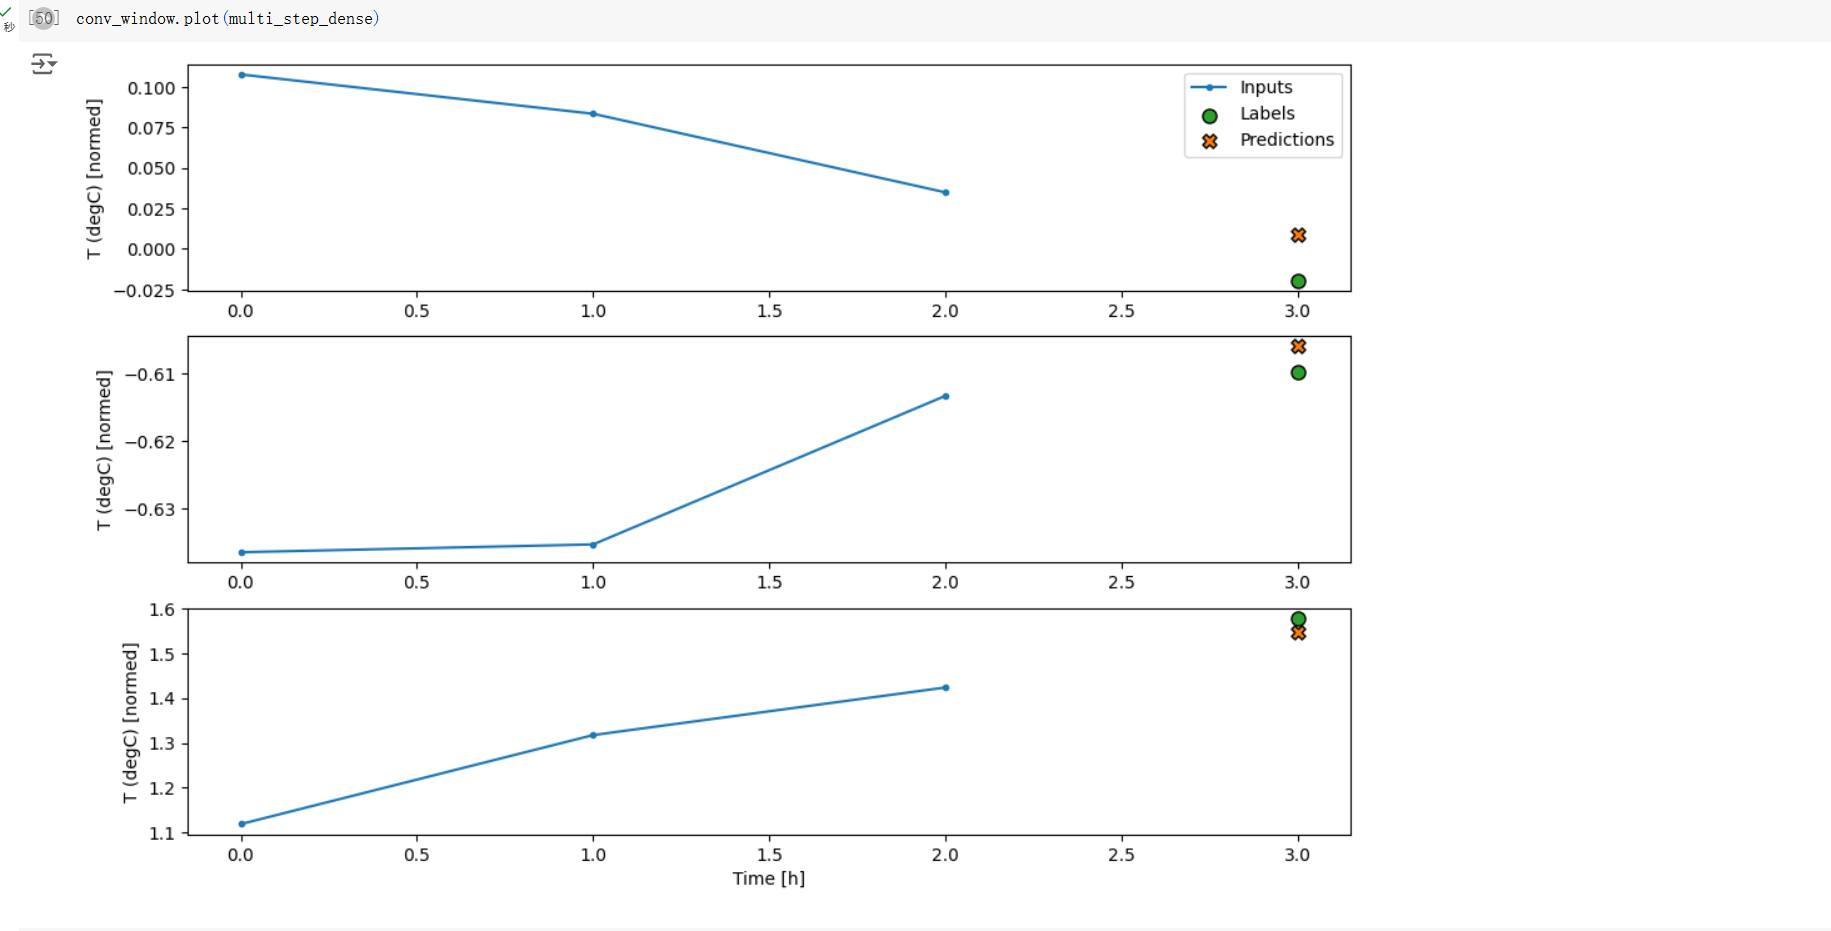 [50] conv_window.plot(multi_step_dense)
秒
0.100
0.075
0.050
0.025
0.000
−0.025
T (degC) [normed]
Inputs
Labels
Predictions
0.0 0.5 1.0 1.5 2.0 2.5 3.0
−0.61
−0.62
−0.63
T (degC) [normed]
0.0 0.5 1.0 1.5 2.0 2.5 3.0
1.6
1.5
1.4
1.3
1.2
1.1
T (degC) [normed]
0.0 0.5 1.0 1.5 2.0 2.5 3.0
Time [h]